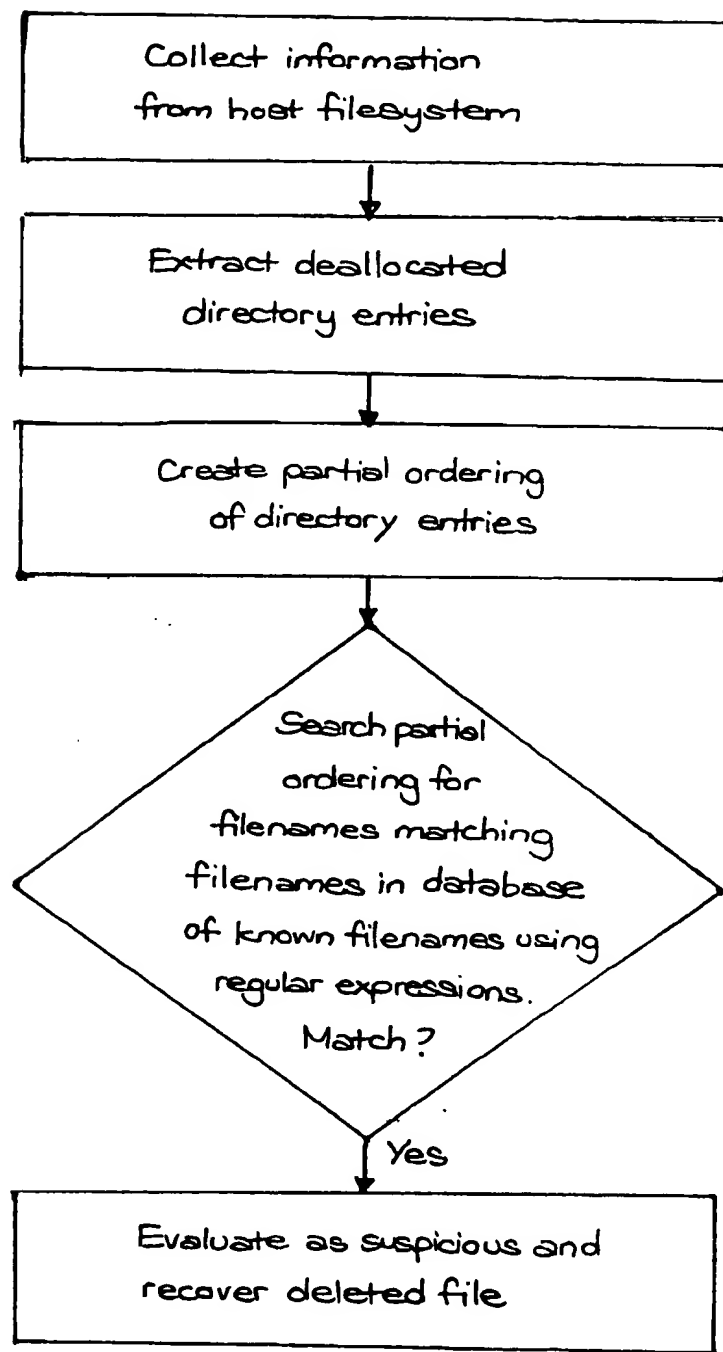 Collect information
from host filesystem
Extract deallocated
directory entries
Create partial ordering
of directory entries
Search partial
ordering for
filenames matching
filenames in database
of known filenames using
regular expressions.
Match?
Yes
Evaluate as suspicious and
recover deleted file